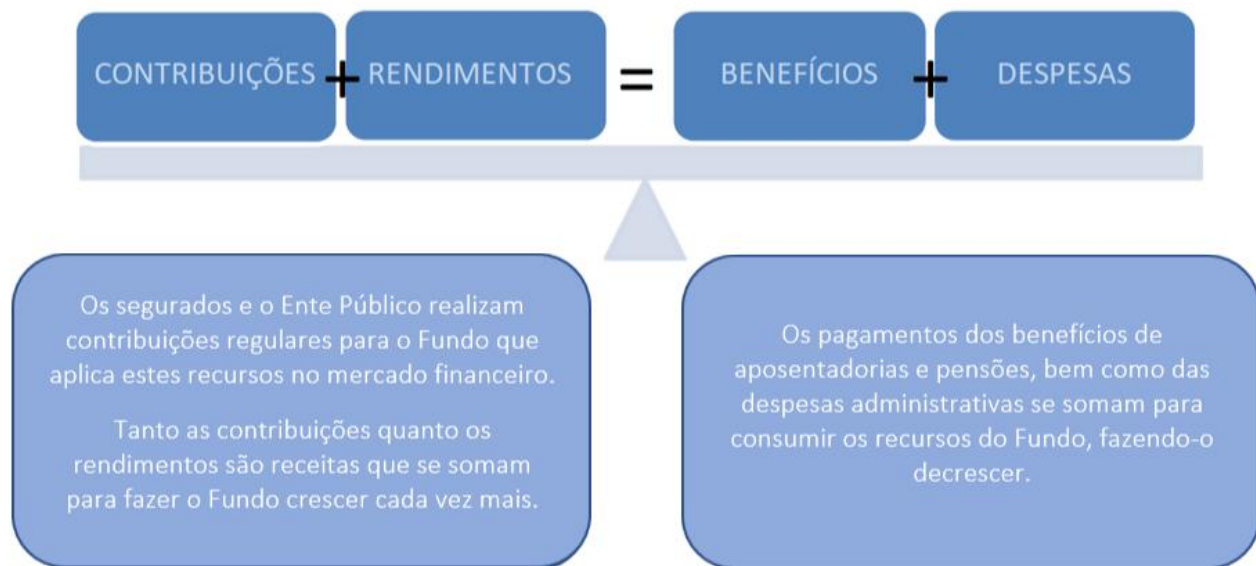 CONTRIBUIÇÕES + RENDIMENTOS = BENEFÍCIOS + DESPESAS
Os segurados e o Ente Público realizam
contribuições regulares para o Fundo que
aplica estes recursos no mercado financeiro.
Tanto as contribuições quanto os
rendimentos são receitas que se somam
para fazer o Fundo crescer cada vez mais.
Os pagamentos dos benefícios de
aposentadorias e pensões, bem como das
despesas administrativas se somam para
consumir os recursos do Fundo, fazendo-o
decrescer.